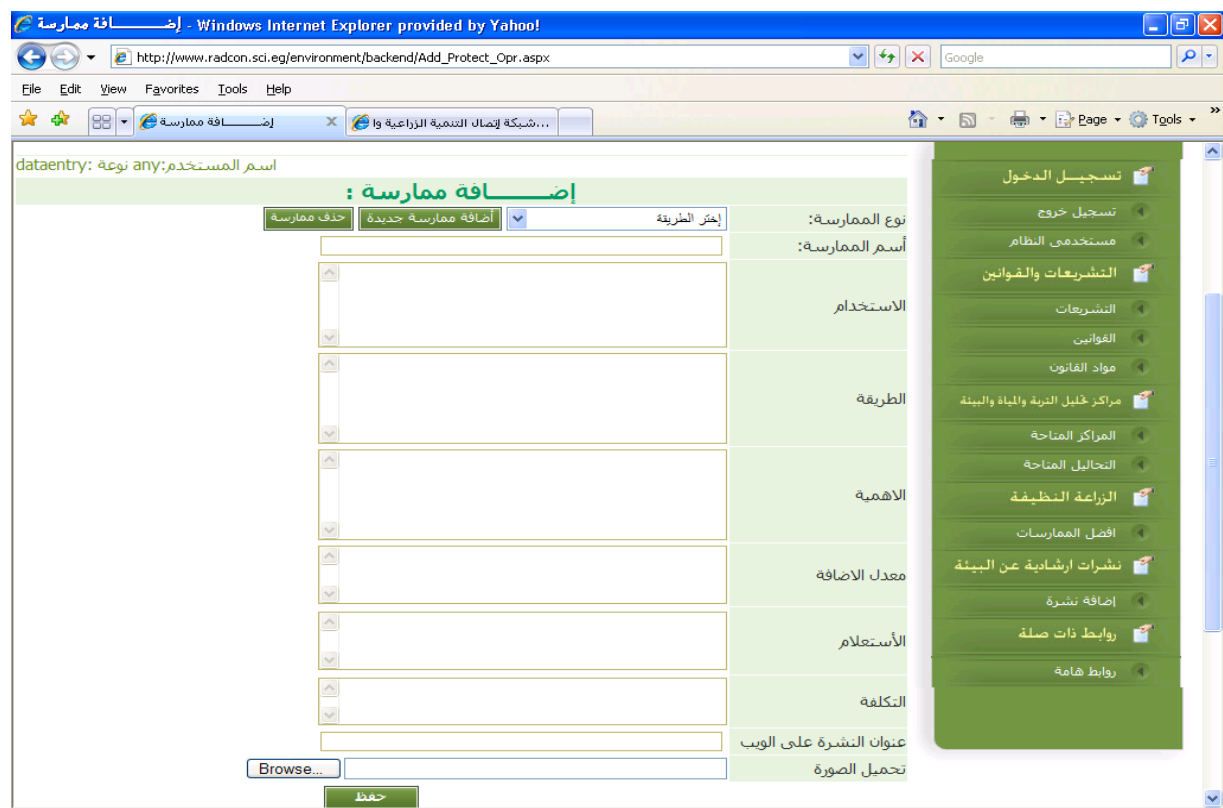 إضـــــــــافة ممارسة - Windows Internet Explorer provided by Yahoo!
http://www.radcon.sci.eg/environment/backend/Add_Protect_Opr.aspx
Google
File Edit View Favorites Tools Help
إضـــــــــافة ممارسة
شبكة إتصال التنمية الزراعية وا...
Page Tools
اسم المستخدم:any نوعة :dataentry
إضـــــــــافة ممارسة :
نوع الممارسة:
إختر الطريقة
أضافة ممارسة جديدة
حذف ممارسة
أسم الممارسة:
الاستخدام
الطريقة
الاهمية
معدل الاضافة
الأستعلام
التكلفة
عنوان النشرة على الويب
تحميل الصورة
Browse...
حفظ
تسجيــل الدخول
تسجيل خروج
مستخدمى النظام
التشريعات والقوانين
التشريعات
القوانين
مواد القانون
مراكز تحليل التربة والمياة والبيئة
المراكز المتاحة
التحاليل المتاحة
الزراعة النظيفة
افضل الممارسات
نشرات ارشادية عن البيئة
إضافة نشرة
روابط ذات صلة
روابط هامة